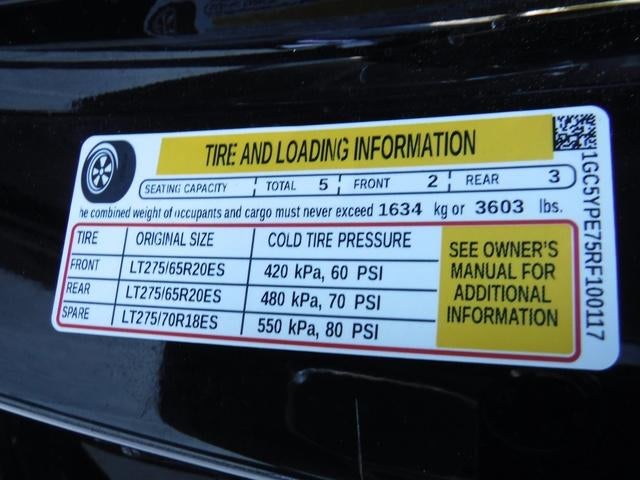 TIRE AND LOADING INFORMATION
SEATING CAPACITY TOTAL 5 FRONT 2 REAR 3
he combined weight of occupants and cargo must never exceed 1634 kg or 3603 lbs.
TIRE ORIGINAL SIZE COLD TIRE PRESSURE
FRONT LT275/65R20ES 420 kPa, 60 PSI
REAR LT275/65R20ES 480 kPa, 70 PSI
SPARE LT275/70R18ES 550 kPa, 80 PSI
SEE OWNER'S
MANUAL FOR
ADDITIONAL
INFORMATION
1GC5YPE75RF100117